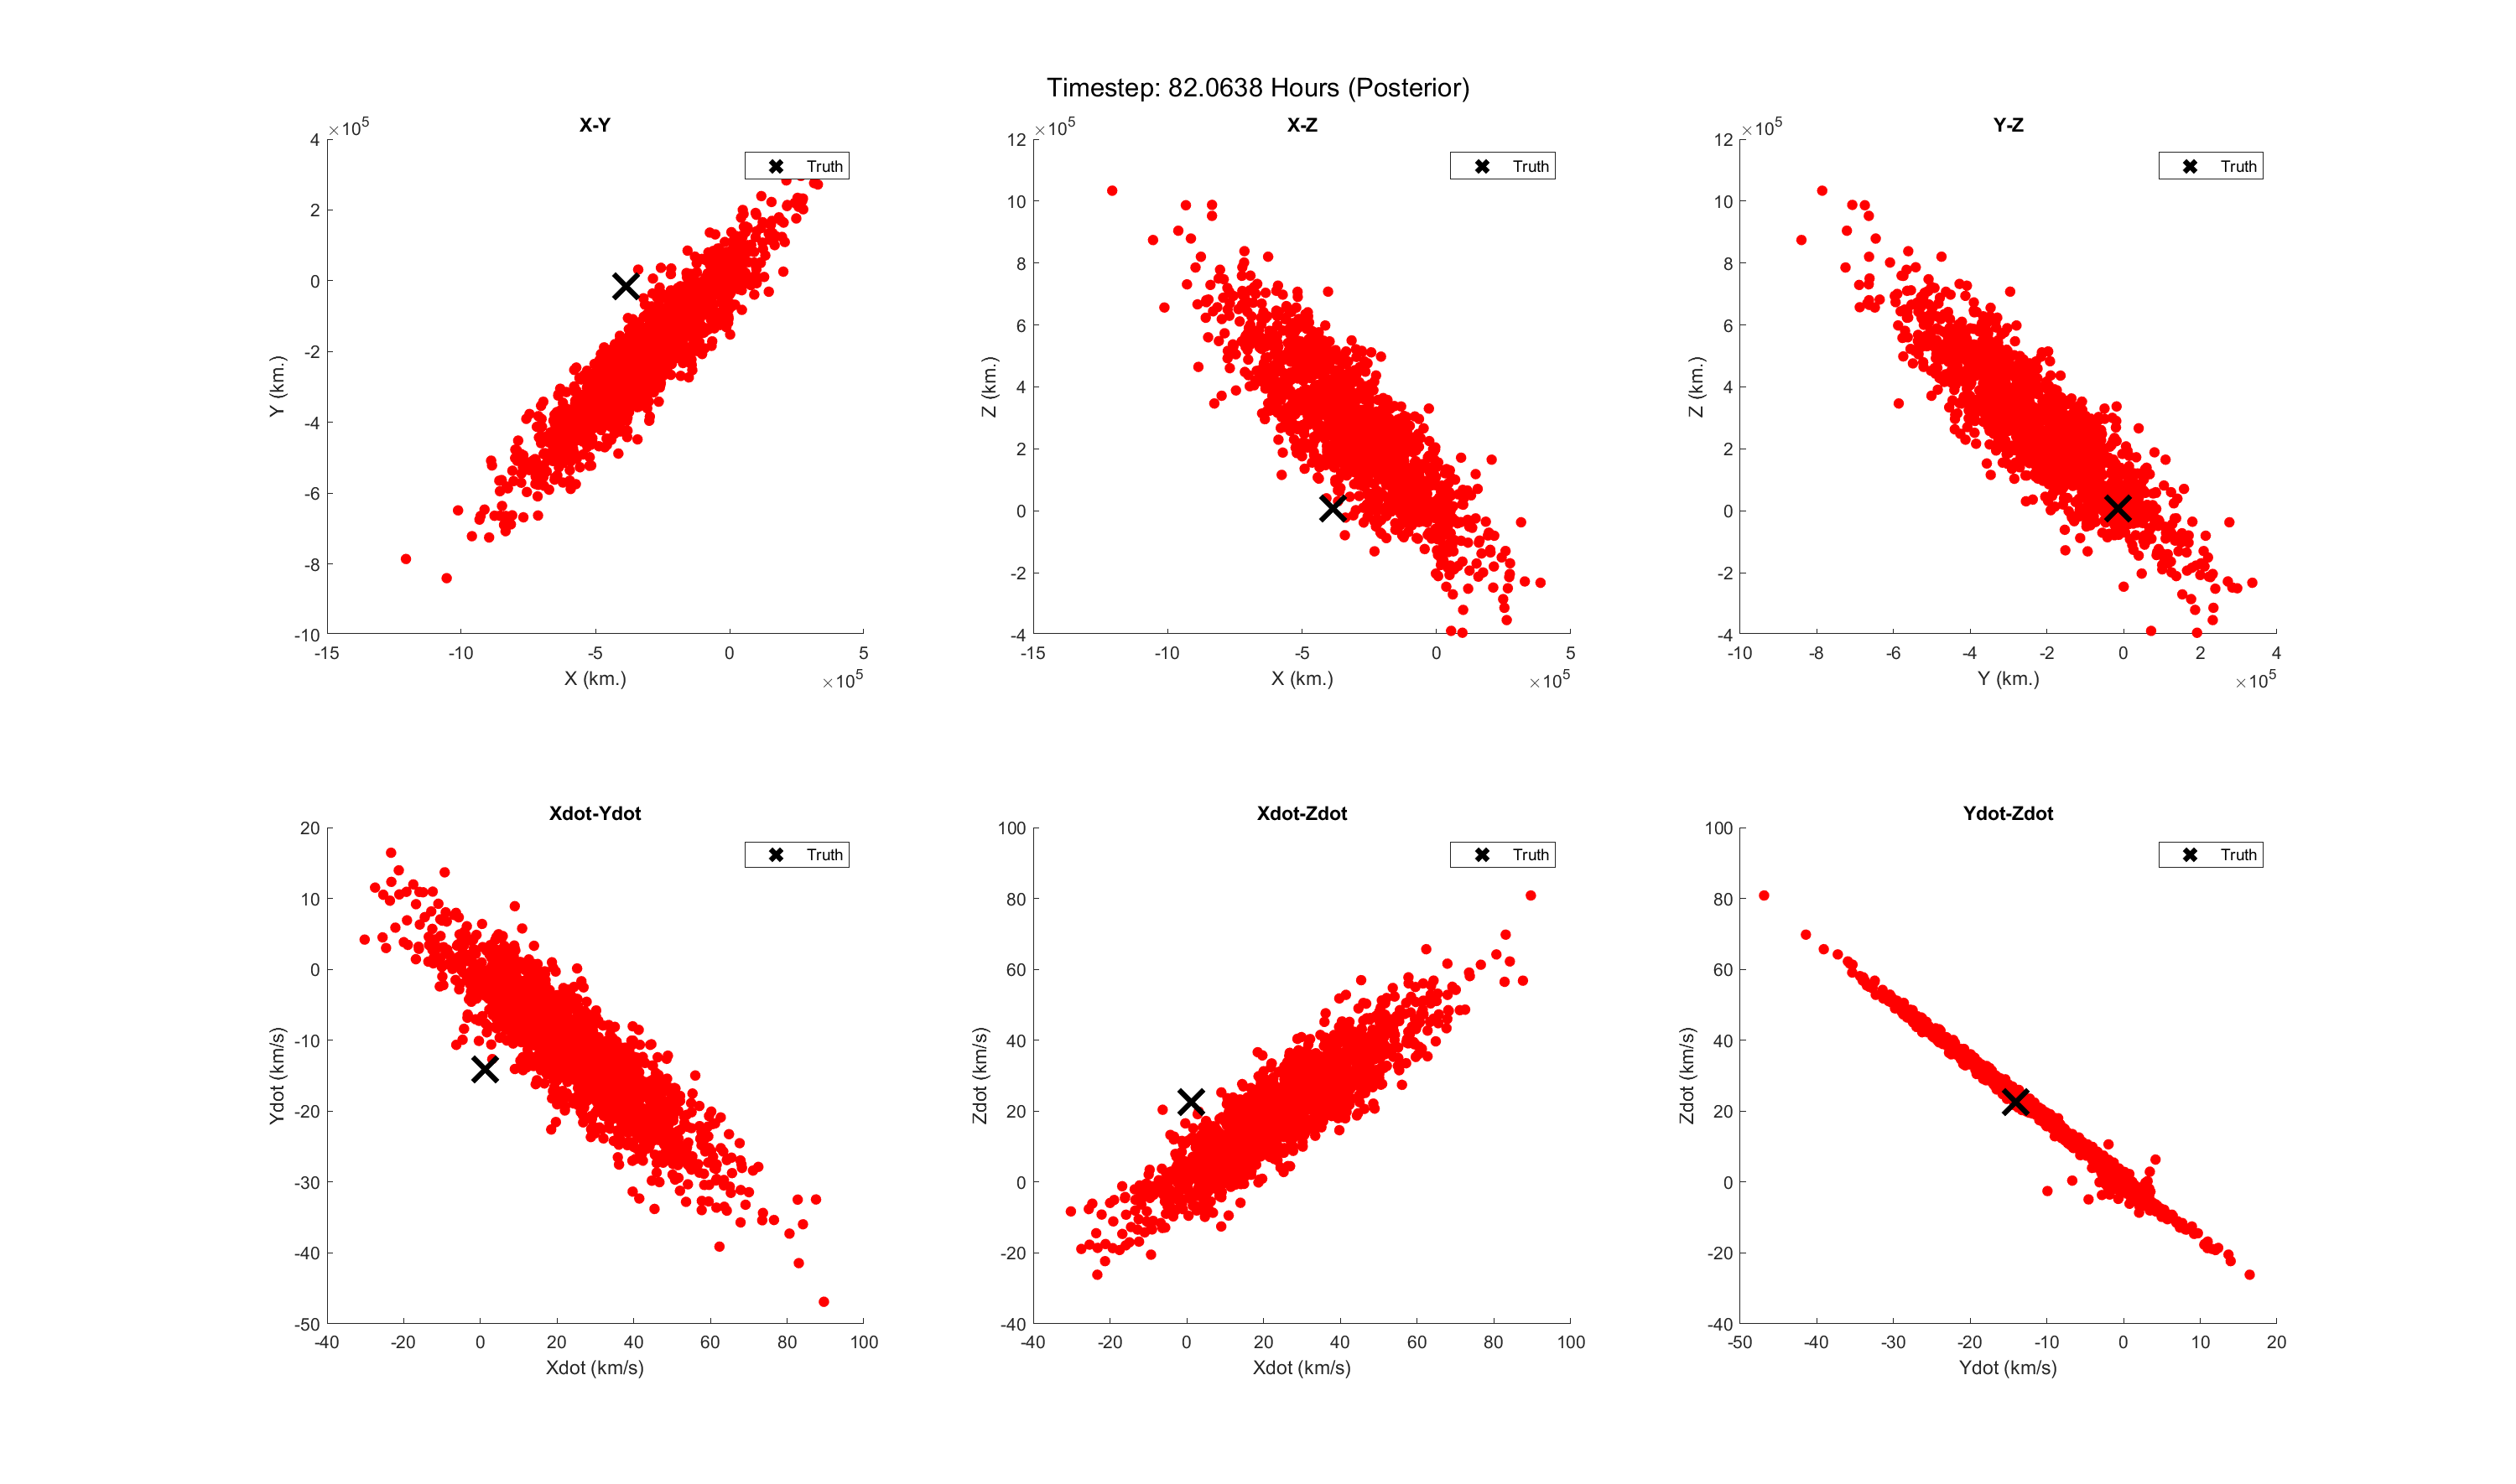 Timestep: 82.0638 Hours (Posterior)
X-Y
×10^5
4
2
0
-2
-4
-6
-8
-10
Y (km.)
-15 -10 -5 0 5
X (km.)
×10^5
Truth
X-Z
×10^5
12
10
8
6
4
2
0
-2
-4
Z (km.)
-15 -10 -5 0 5
X (km.)
×10^5
Truth
Y-Z
×10^5
12
10
8
6
4
2
0
-2
-4
Z (km.)
-10 -8 -6 -4 -2 0 2 4
Y (km.)
×10^5
Truth
Xdot-Ydot
20
10
0
-10
-20
-30
-40
-50
Ydot (km/s)
-40 -20 0 20 40 60 80 100
Xdot (km/s)
Truth
Xdot-Zdot
100
80
60
40
20
0
-20
-40
Zdot (km/s)
-40 -20 0 20 40 60 80 100
Xdot (km/s)
Truth
Ydot-Zdot
100
80
60
40
20
0
-20
-40
Zdot (km/s)
-50 -40 -30 -20 -10 0 10 20
Ydot (km/s)
Truth